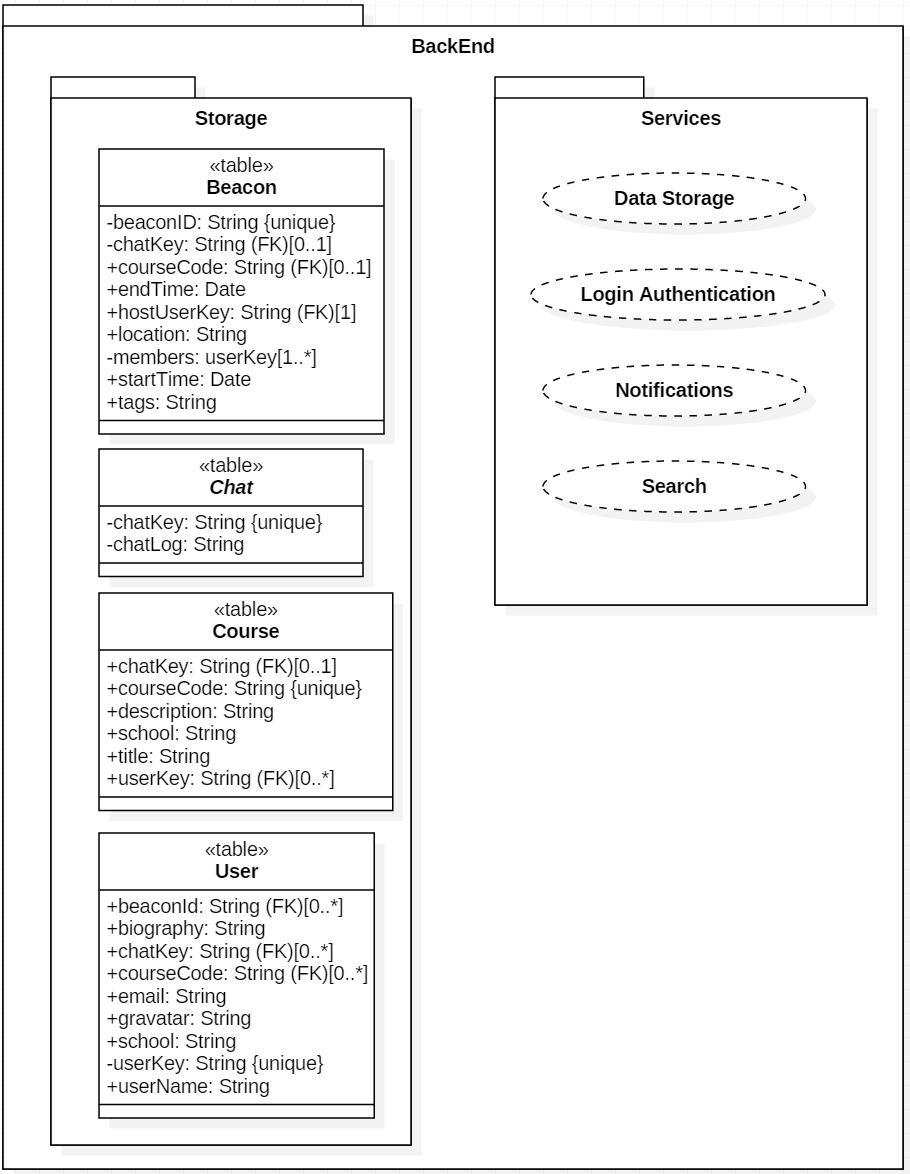 BackEnd
Storage
«table»
Beacon
-beaconID: String {unique}
-chatKey: String (FK)[0..1]
+courseCode: String (FK)[0..1]
+endTime: Date
+hostUserKey: String (FK)[1]
+location: String
-members: userKey[1..*]
+startTime: Date
+tags: String
«table»
Chat
-chatKey: String {unique}
-chatLog: String
«table»
Course
+chatKey: String (FK)[0..1]
+courseCode: String {unique}
+description: String
+school: String
+title: String
+userKey: String (FK)[0..*]
«table»
User
+beaconId: String (FK)[0..*]
+biography: String
+chatKey: String (FK)[0..*]
+courseCode: String (FK)[0..*]
+email: String
+gravatar: String
+school: String
-userKey: String {unique}
+userName: String
Services
Data Storage
Login Authentication
Notifications
Search